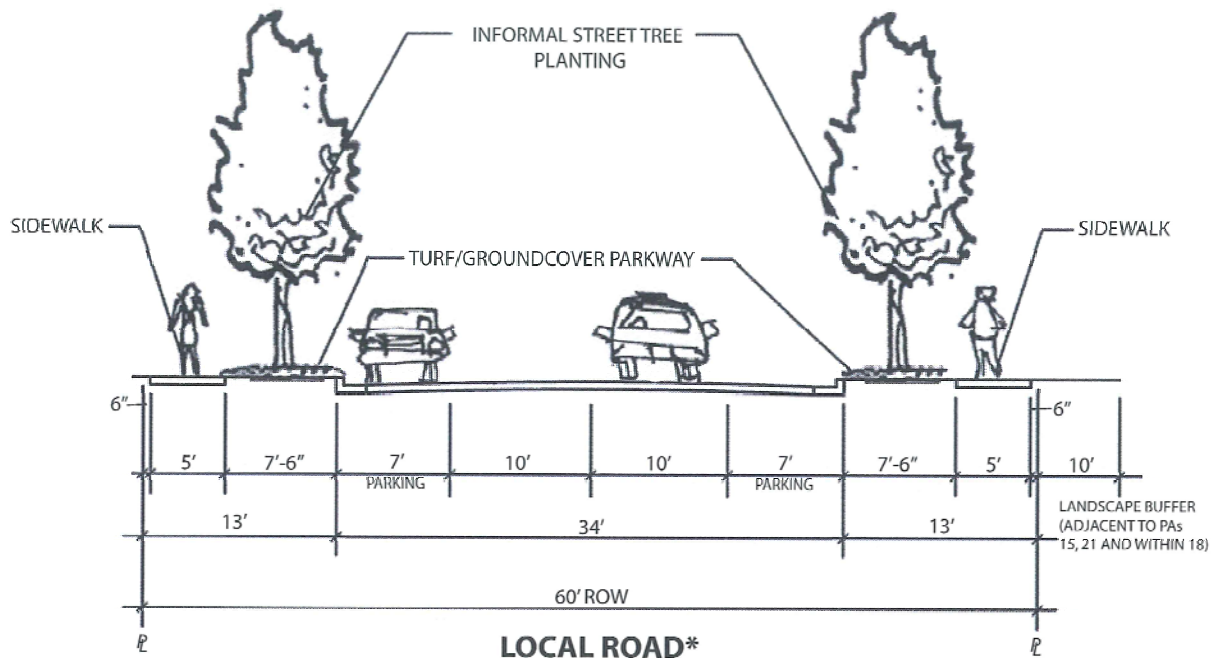 INFORMAL STREET TREE
PLANTING
SIDEWALK
SIDEWALK
TURF/GROUNDCOVER PARKWAY
6”
6”
5’
7’-6”
7’
10’
10’
7’
7’-6”
5’
10’
PARKING
PARKING
13’
34’
13’
LANDSCAPE BUFFER
(ADJACENT TO PAs
15, 21 AND WITHIN 18)
60’ ROW
PL
PL
LOCAL ROAD*